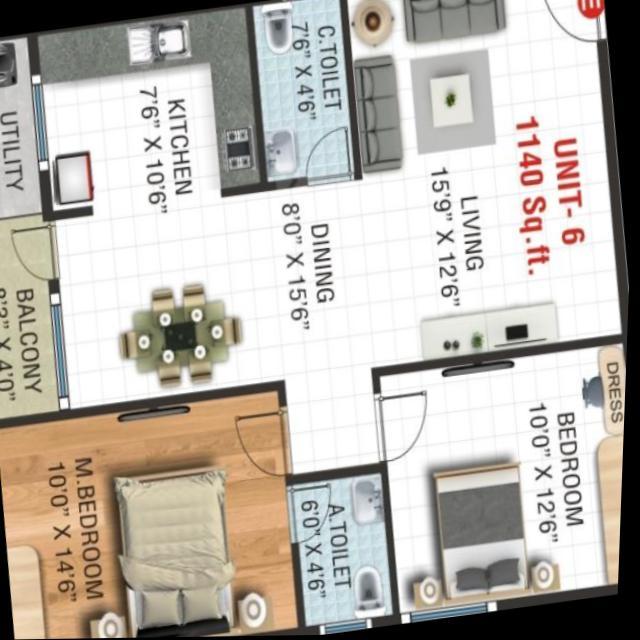 UNIT- 6
1140 Sq.ft.
C.TOILET
7'6" X 4'6"
KITCHEN
7'6" X 10'6"
UTILITY
LIVING
15'9" X 12'6"
DINING
8'0" X 15'6"
BALCONY
X 4'0"
DRESS
BEDROOM
10'0" X 12'6"
M.BEDROOM
10'0" X 14'6"
A.TOILET
6'0" X 4'6"